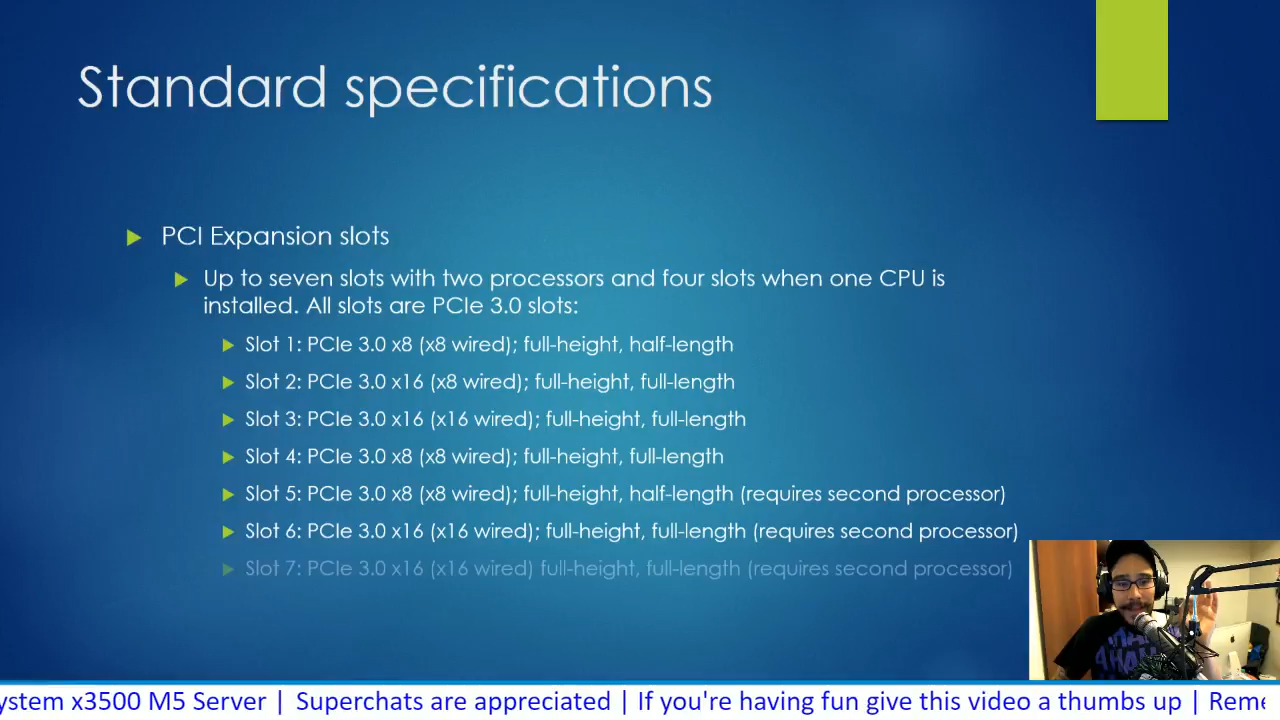 Standard specifications
PCI Expansion slots
Up to seven slots with two processors and four slots when one CPU is
installed. All slots are PCIe 3.0 slots:
Slot 1: PCIe 3.0 x8 (x8 wired); full-height, half-length
Slot 2: PCIe 3.0 x16 (x8 wired); full-height, full-length
Slot 3: PCIe 3.0 x16 (x16 wired); full-height, full-length
Slot 4: PCIe 3.0 x8 (x8 wired); full-height, full-length
Slot 5: PCIe 3.0 x8 (x8 wired); full-height, half-length (requires second processor)
Slot 6: PCIe 3.0 x16 (x16 wired); full-height, full-length (requires second processor)
Slot 7: PCIe 3.0 x16 (x16 wired) full-height, full-length (requires second processor)
ystem x3500 M5 Server | Superchats are appreciated | If you're having fun give this video a thumbs up | Reme